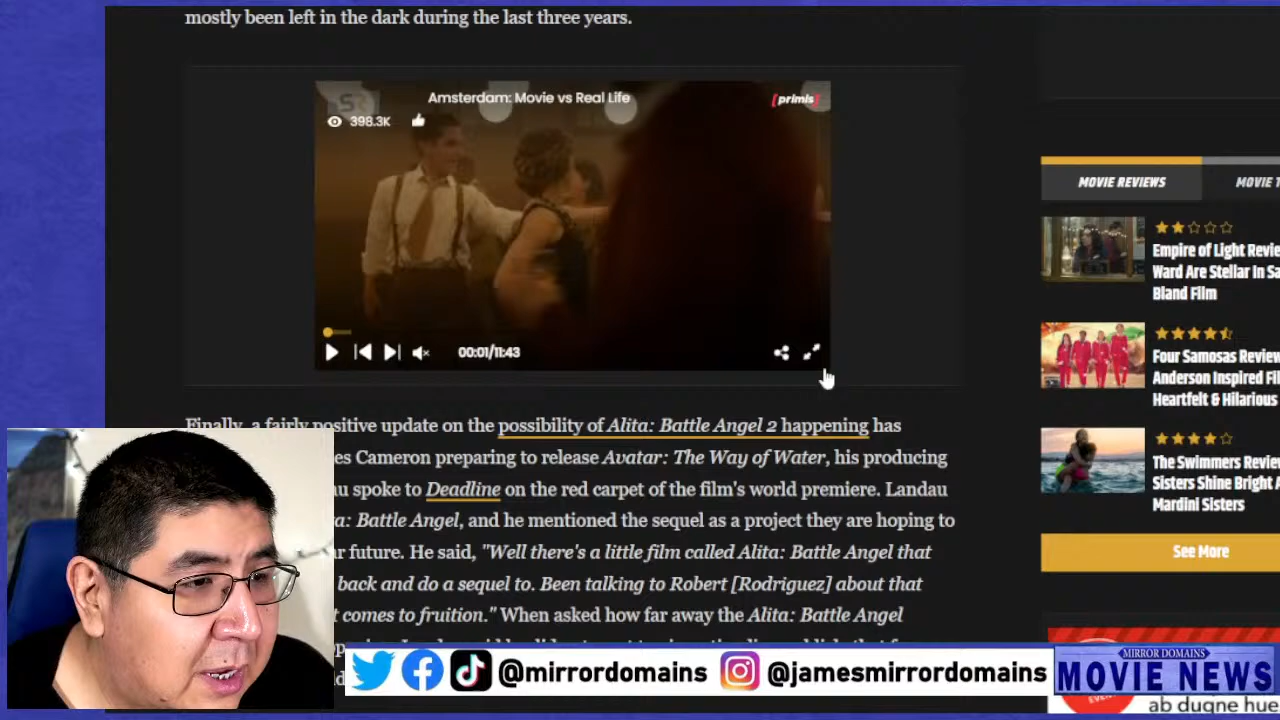 mostly been left in the dark during the last three years.
SR
Amsterdam: Movie vs Real Life
[primis]
398.3K
00:01/11:43
MOVIE REVIEWS
MOVIE T
Empire of Light Revie
Ward Are Stellar In Sa
Bland Film
Four Samosas Review
Anderson Inspired Fil
Heartfelt & Hilarious
The Swimmers Revie
Sisters Shine Bright A
Mardini Sisters
See More
Finally, a fairly positive update on the possibility of Alita: Battle Angel 2 happening has
es Cameron preparing to release Avatar: The Way of Water, his producing
u spoke to Deadline on the red carpet of the film's world premiere. Landau
a: Battle Angel, and he mentioned the sequel as a project they are hoping to
r future. He said, "Well there's a little film called Alita: Battle Angel that
back and do a sequel to. Been talking to Robert [Rodriguez] about that
t comes to fruition." When asked how far away the Alita: Battle Angel
@mirrordomains
@jamesmirrordomains
MIRROR DOMAINS
MOVIE NEWS
ab duqne hue